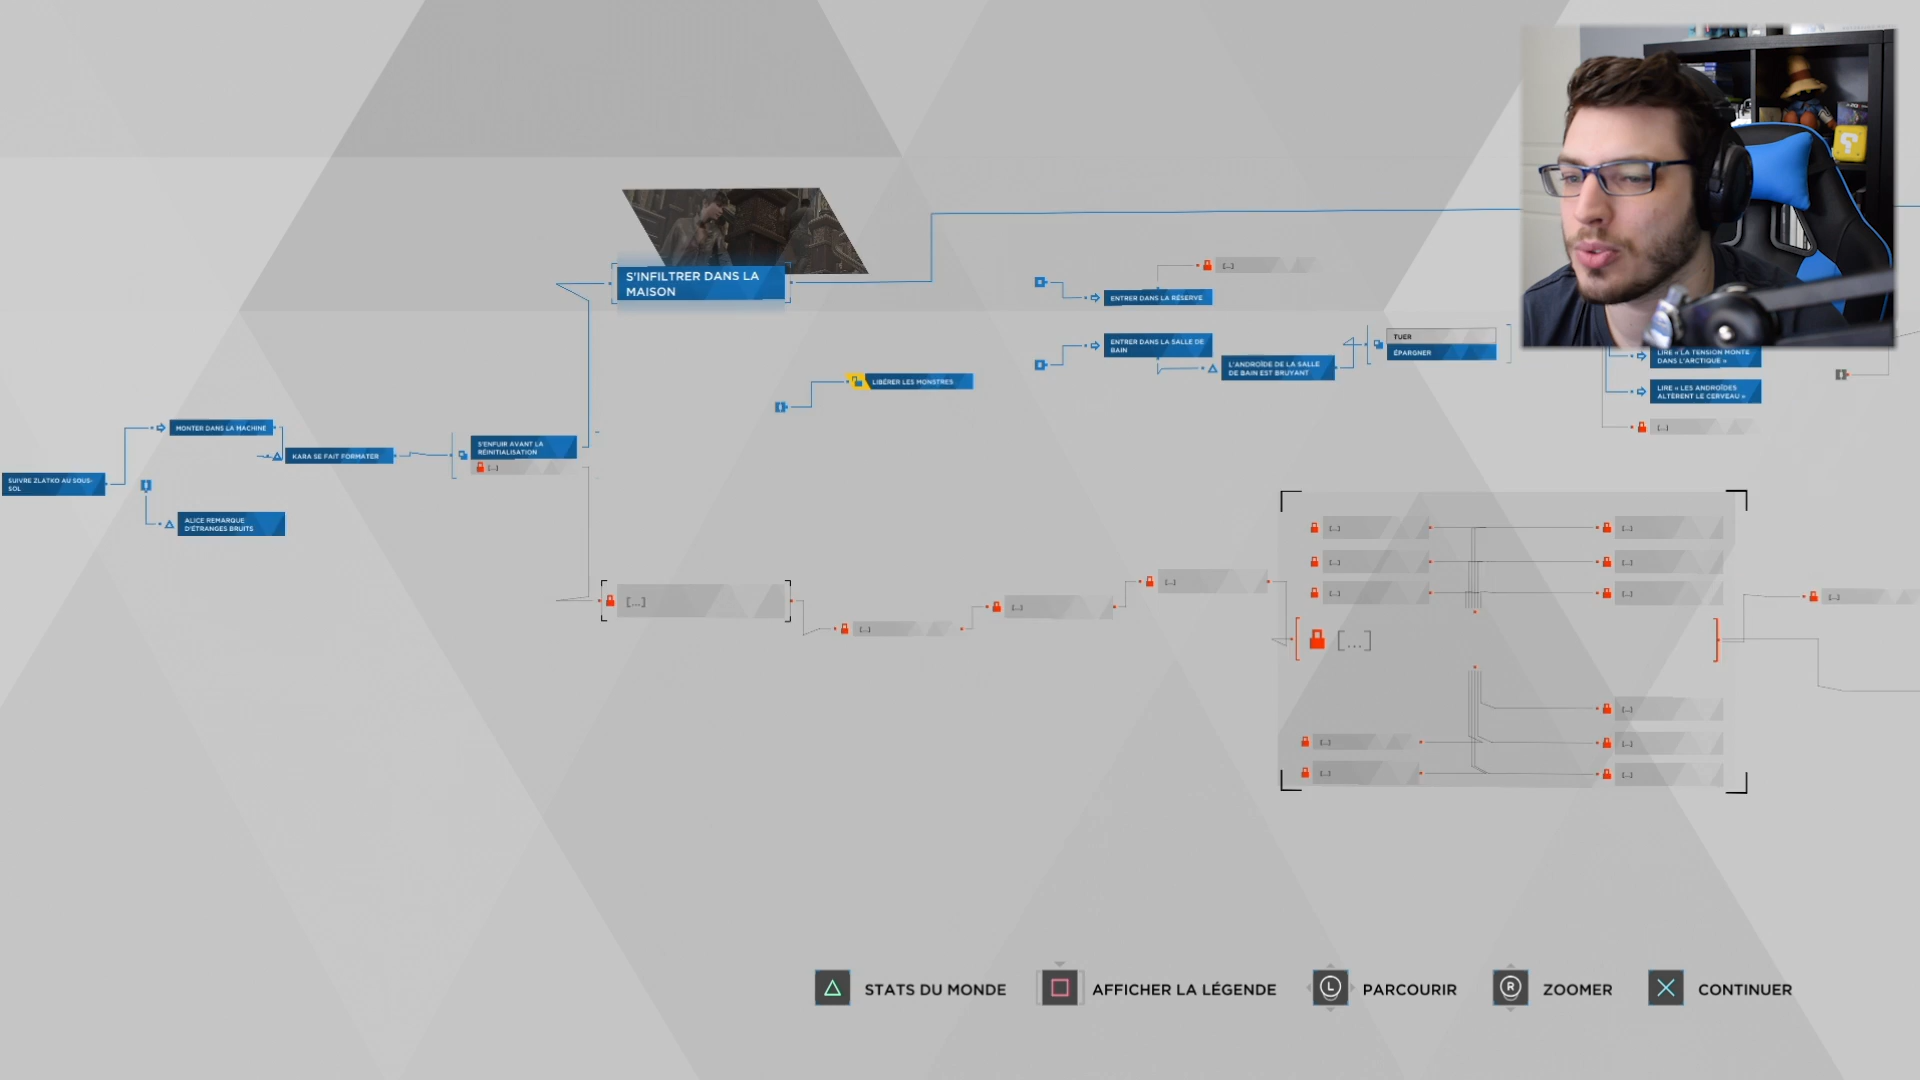 S'INFILTRER DANS LA
MAISON
[...]
ENTRER DANS LA RÉSERVE
ENTRER DANS LA SALLE DE
BAIN
L'ANDROÏDE DE LA SALLE
DE BAIN EST BRUYANT
TUER
ÉPARGNER
LIRE « LA TENSION MONTE
DANS L'ARCTIQUE »
LIRE « LES ANDROÏDES
ALTÈRENT LE CERVEAU »
[...]
LIBÉRER LES MONSTRES
MONTER DANS LA MACHINE
KARA SE FAIT FORMATER
S'ENFUIR AVANT LA
RÉINITIALISATION
[...]
SUIVRE ZLATKO AU SOUS-
SOL
ALICE REMARQUE
D'ÉTRANGES BRUITS
[...]
[...]
[...]
[...]
[...] [...]
[...] [...]
[...] [...]
[...]
[...]
[...]
[...] [...]
[...] [...]
STATS DU MONDE
AFFICHER LA LÉGENDE
L PARCOURIR
R ZOOMER
CONTINUER